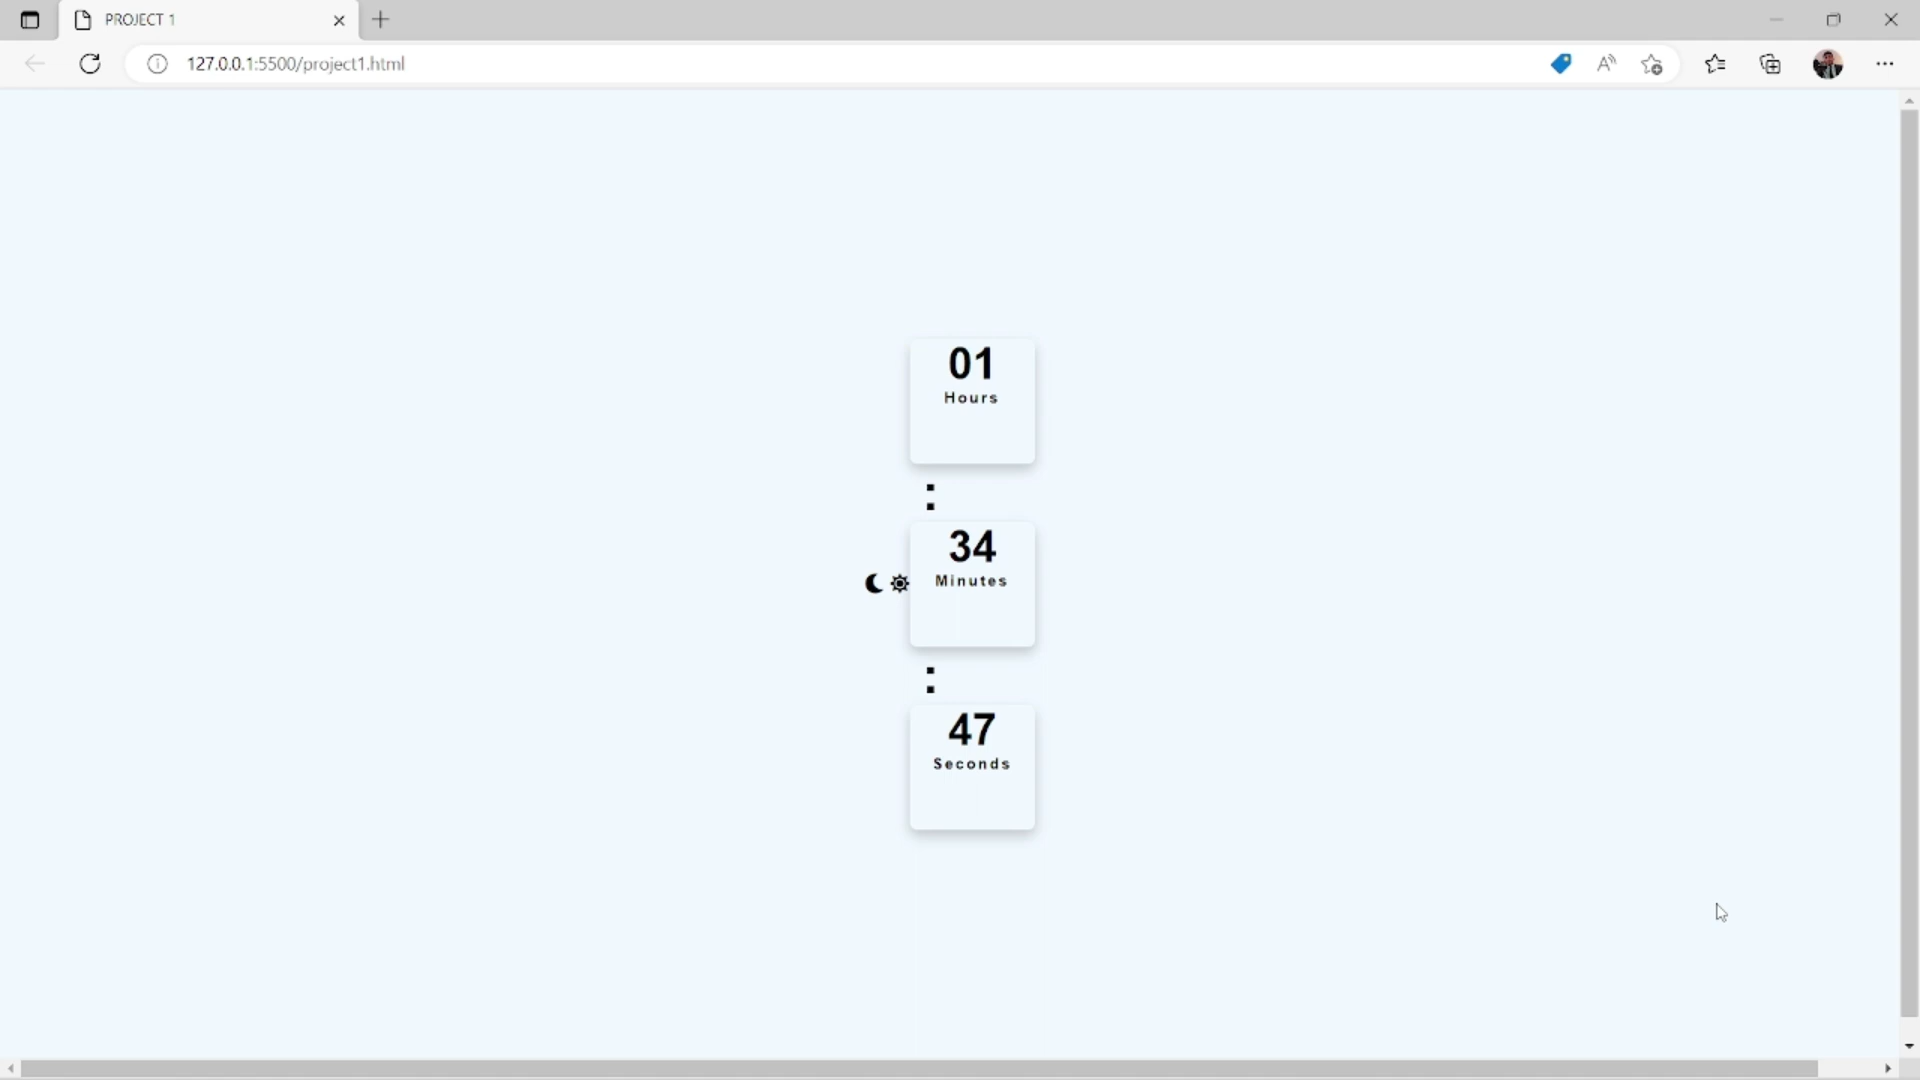 PROJECT 1
127.0.0.1:5500/project1.html
01
Hours
:
34
Minutes
:
47
Seconds